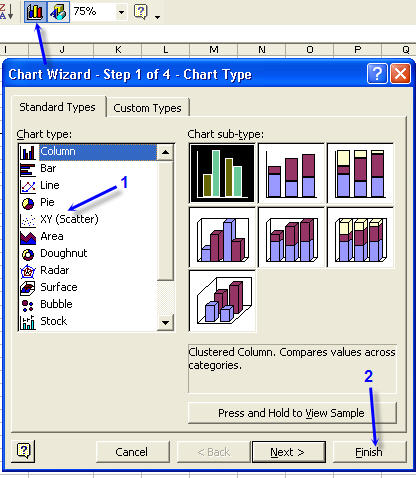 75%
I J K L M N O P Q
Chart Wizard - Step 1 of 4 - Chart Type
Standard Types Custom Types
Chart type:
Chart sub-type:
Column
Bar
Line
Pie
1
XY (Scatter)
Area
Doughnut
Radar
Surface
Bubble
Stock
Clustered Column. Compares values across
categories.
2
Press and Hold to View Sample
Cancel < Back Next > Finish